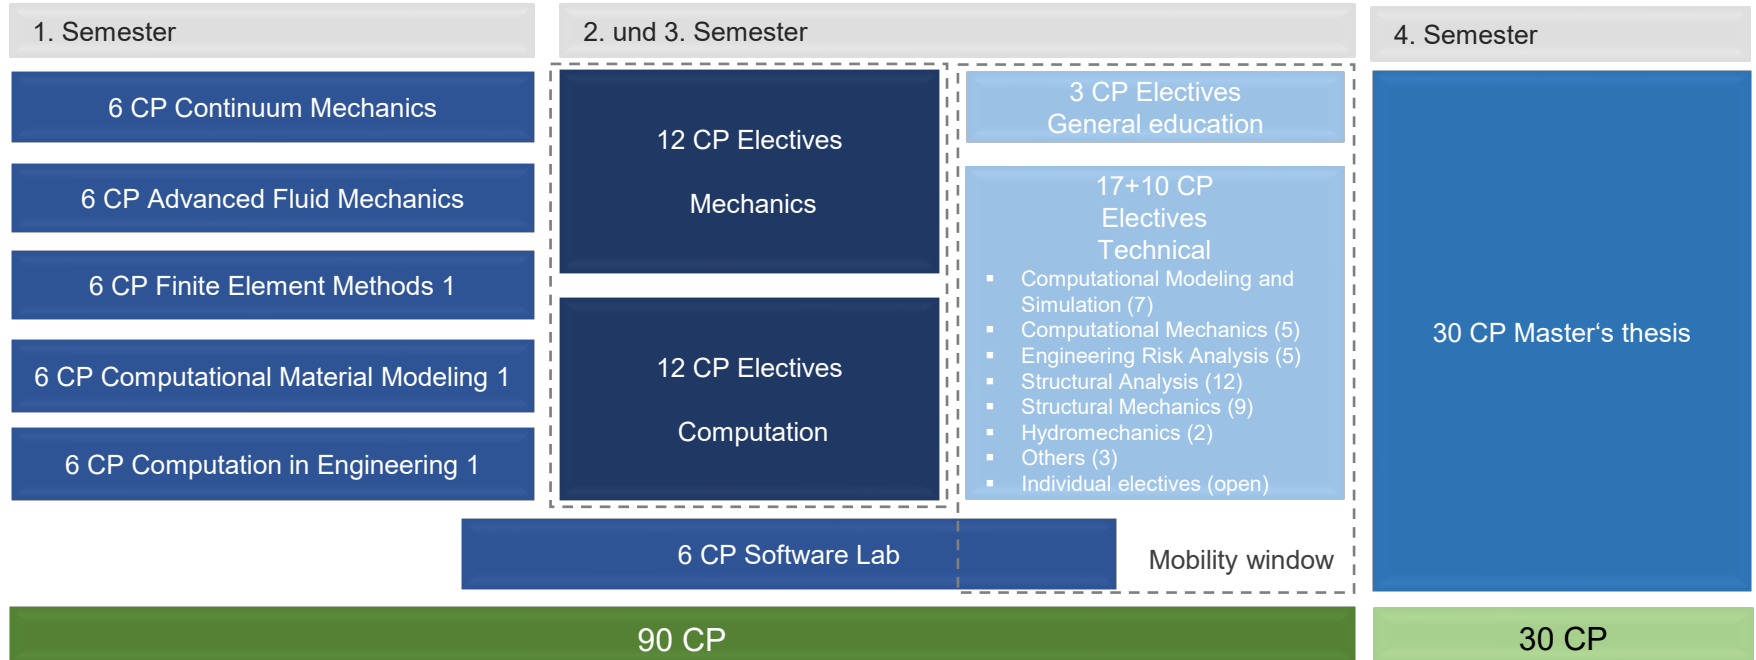 1. Semester
2. und 3. Semester
4. Semester
6 CP Continuum Mechanics
6 CP Advanced Fluid Mechanics
6 CP Finite Element Methods 1
6 CP Computational Material Modeling 1
6 CP Computation in Engineering 1
12 CP Electives
Mechanics
12 CP Electives
Computation
3 CP Electives
General education
17+10 CP
Electives
Technical
▪ Computational Modeling and
Simulation (7)
▪ Computational Mechanics (5)
▪ Engineering Risk Analysis (5)
▪ Structural Analysis (12)
▪ Structural Mechanics (9)
▪ Hydromechanics (2)
▪ Others (3)
▪ Individual electives (open)
30 CP Master‘s thesis
6 CP Software Lab
Mobility window
90 CP
30 CP